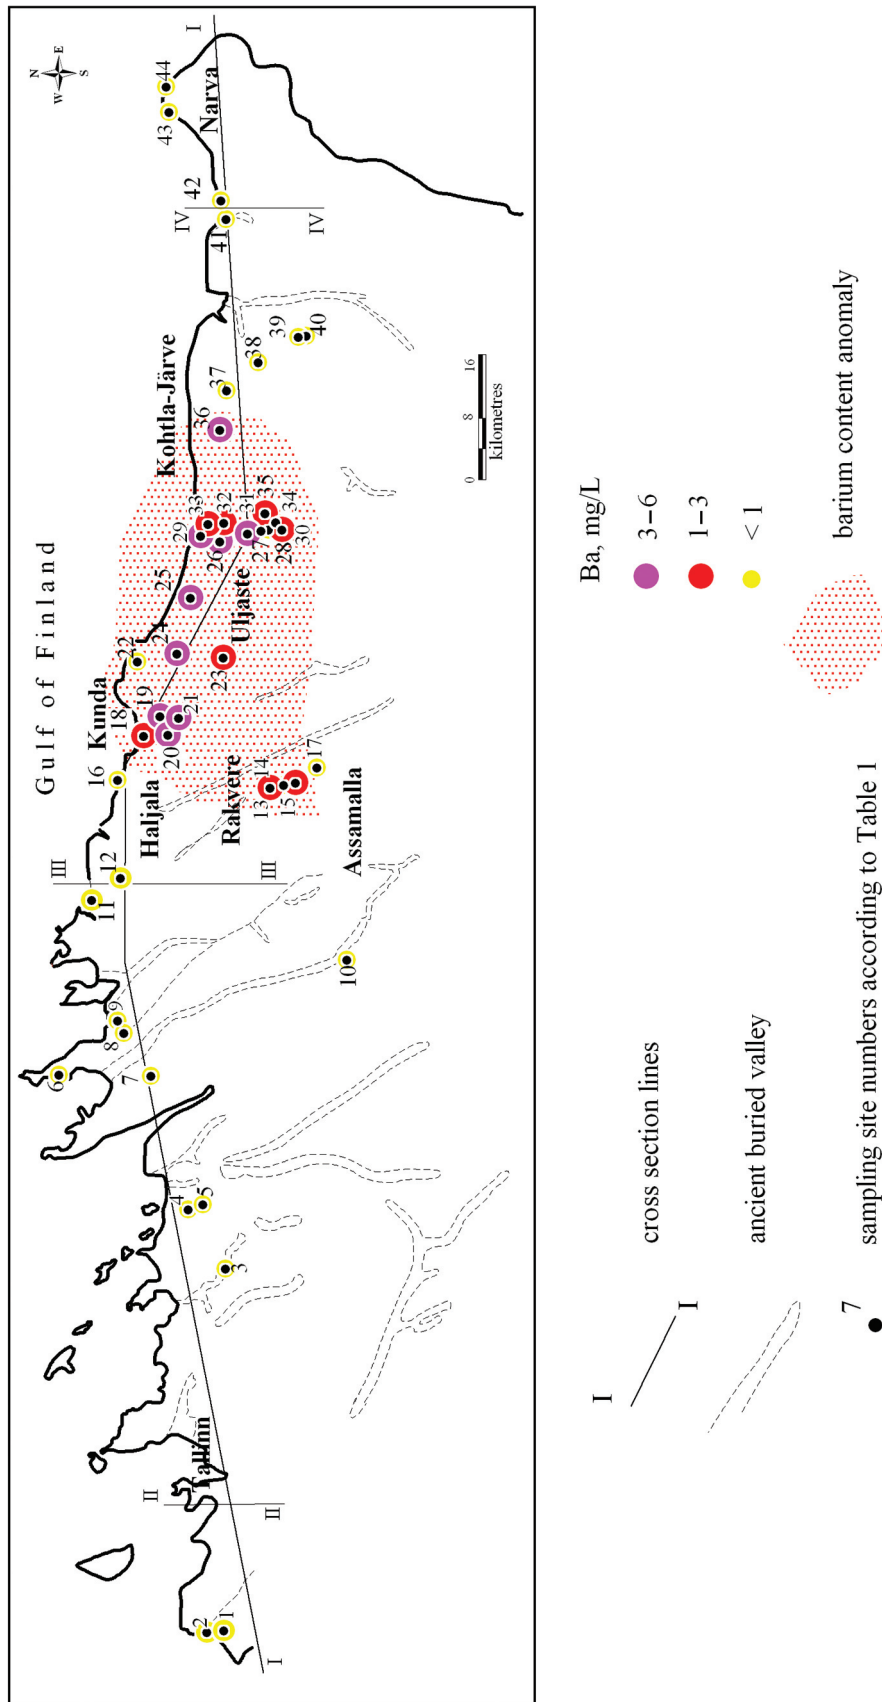 Gulf of Finland
N
W
E
S
I
I
II
II
III
III
IV
IV
Tallinn
Haljala
Kunda
Rakvere
Assamalla
Uljaste
Kohtla-Järve
Narva
1
2
3
4
5
6
7
8
9
10
11
12
13
14
15
16
17
18
19
20
21
22
23
24
25
26
27
28
29
30
31
32
33
34
35
36
37
38
39
40
41
42
43
44
0
8
16
kilometres
I
I
cross section lines
ancient buried valley
7
sampling site numbers according to Table 1
Ba, mg/L
3–6
1–3
< 1
barium content anomaly